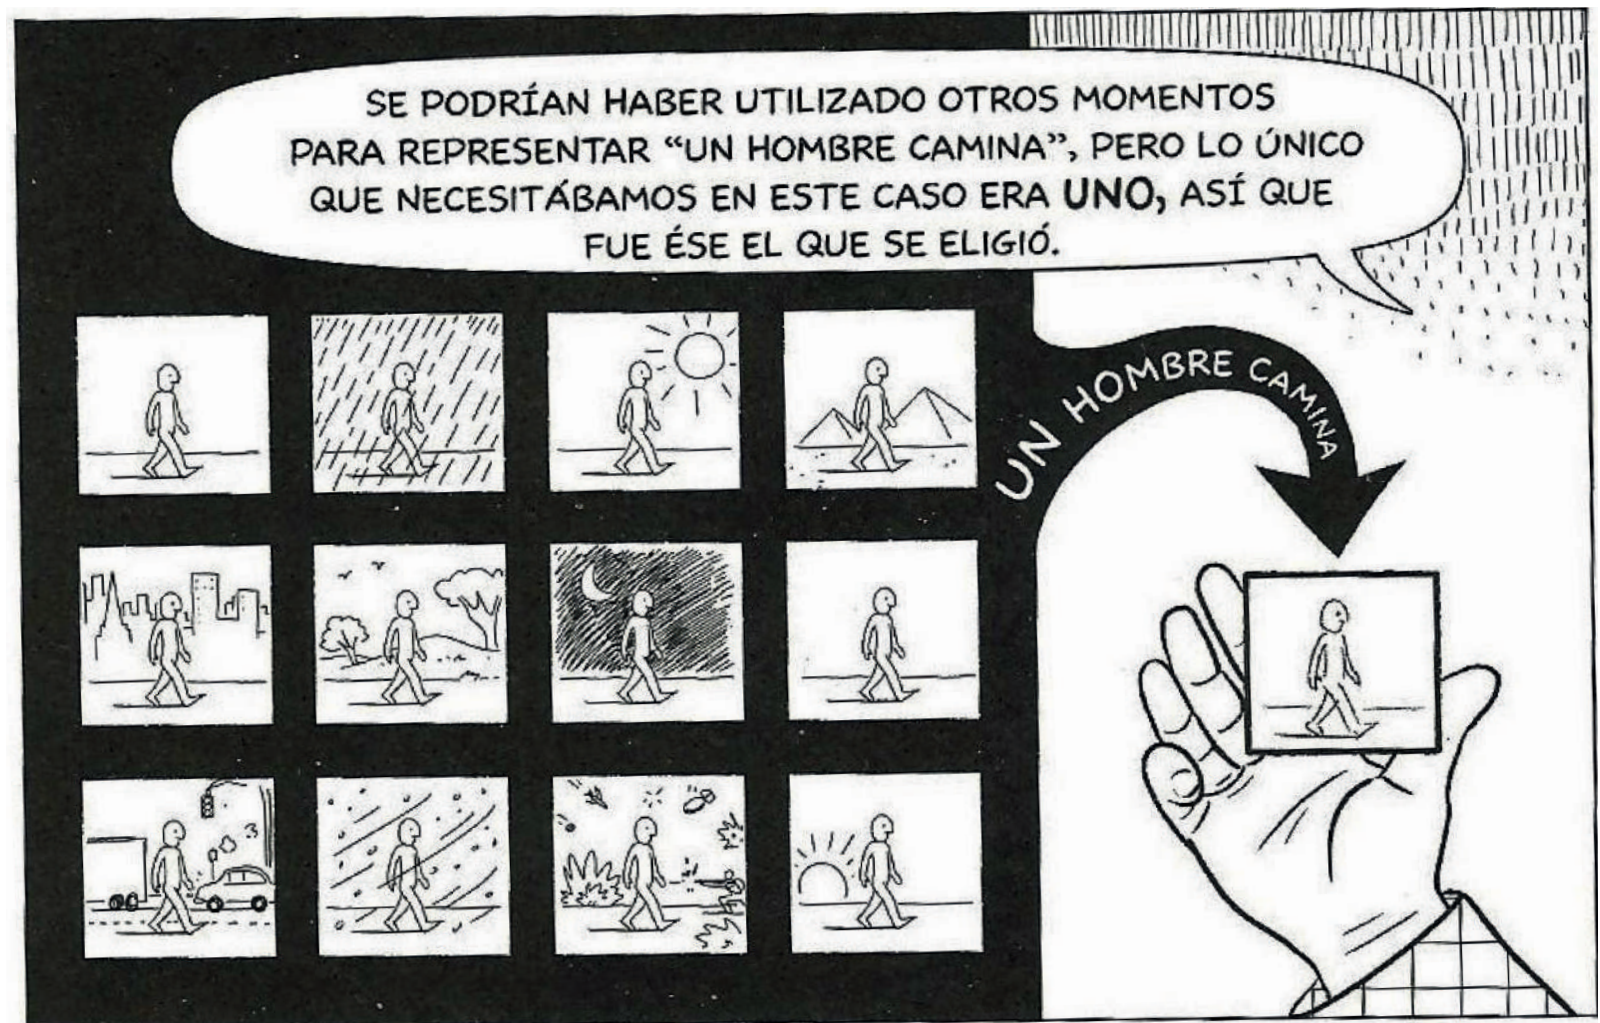 SE PODRÍAN HABER UTILIZADO OTROS MOMENTOS
PARA REPRESENTAR “UN HOMBRE CAMINA”, PERO LO ÚNICO
QUE NECESITÁBAMOS EN ESTE CASO ERA UNO, ASÍ QUE
FUE ÉSE EL QUE SE ELIGIÓ.
UN HOMBRE CAMINA